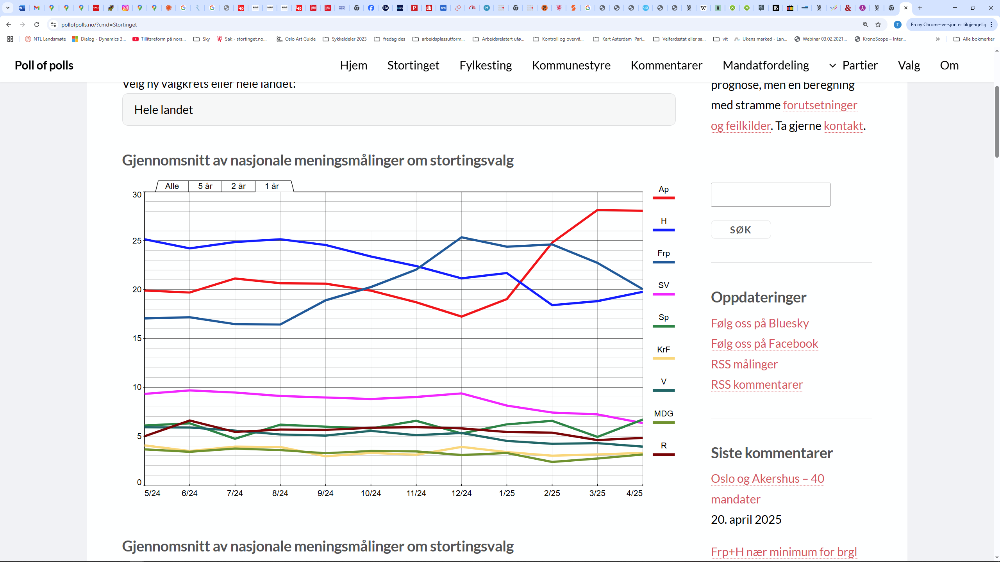 pollofpolls.no/?cmd=Stortinget
En ny Chrome-versjon er tilgjengelig
NTL Landsmøte
Dialog - Dynamics 3...
Tillitsreform på nors...
Sky
Sak - stortinget.no...
Oslo Art Guide
Sykkeldeler 2023
fredag des
arbeidsplassutform...
Arbeidsrelatert ufø...
Kontroll og overvå...
Kart Asterdam Pari...
Velferdsstat eller sa...
vit
Ukens marked - Lan...
Webinar 03.02.2021...
KronoScope – Inter...
Alle bokmerker
Poll of polls
Hjem
Stortinget
Fylkesting
Kommunestyre
Kommentarer
Mandatfordeling
Partier
Valg
Om
Velg ny valgkrets eller hele landet:
Hele landet
Gjennomsnitt av nasjonale meningsmålinger om stortingsvalg
Alle 5 år 2 år 1 år
30
25
20
15
10
5
0
5/24 6/24 7/24 8/24 9/24 10/24 11/24 12/24 1/25 2/25 3/25 4/25
Ap
H
Frp
SV
Sp
KrF
V
MDG
R
Gjennomsnitt av nasjonale meningsmålinger om stortingsvalg
prognose, men en beregning
med stramme forutsetninger
og feilkilder. Ta gjerne kontakt.
SØK
Oppdateringer
Følg oss på Bluesky
Følg oss på Facebook
RSS målinger
RSS kommentarer
Siste kommentarer
Oslo og Akershus – 40
mandater
20. april 2025
Frp+H nær minimum for brgl